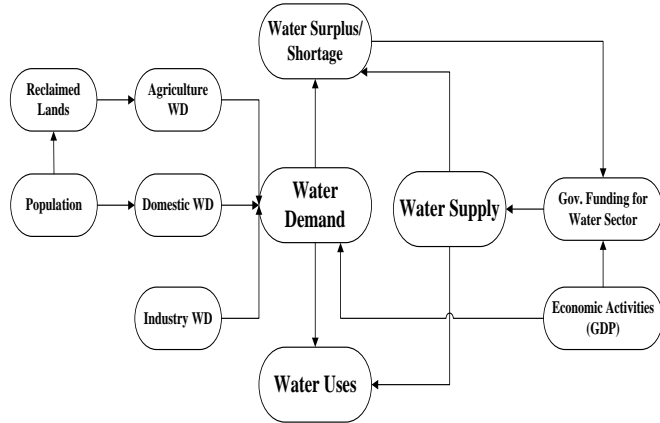 Water Surplus/
Shortage
Reclaimed
Lands
Agriculture
WD
Population
Domestic WD
Water
Demand
Water Supply
Gov. Funding for
Water Sector
Industry WD
Economic Activities
(GDP)
Water Uses